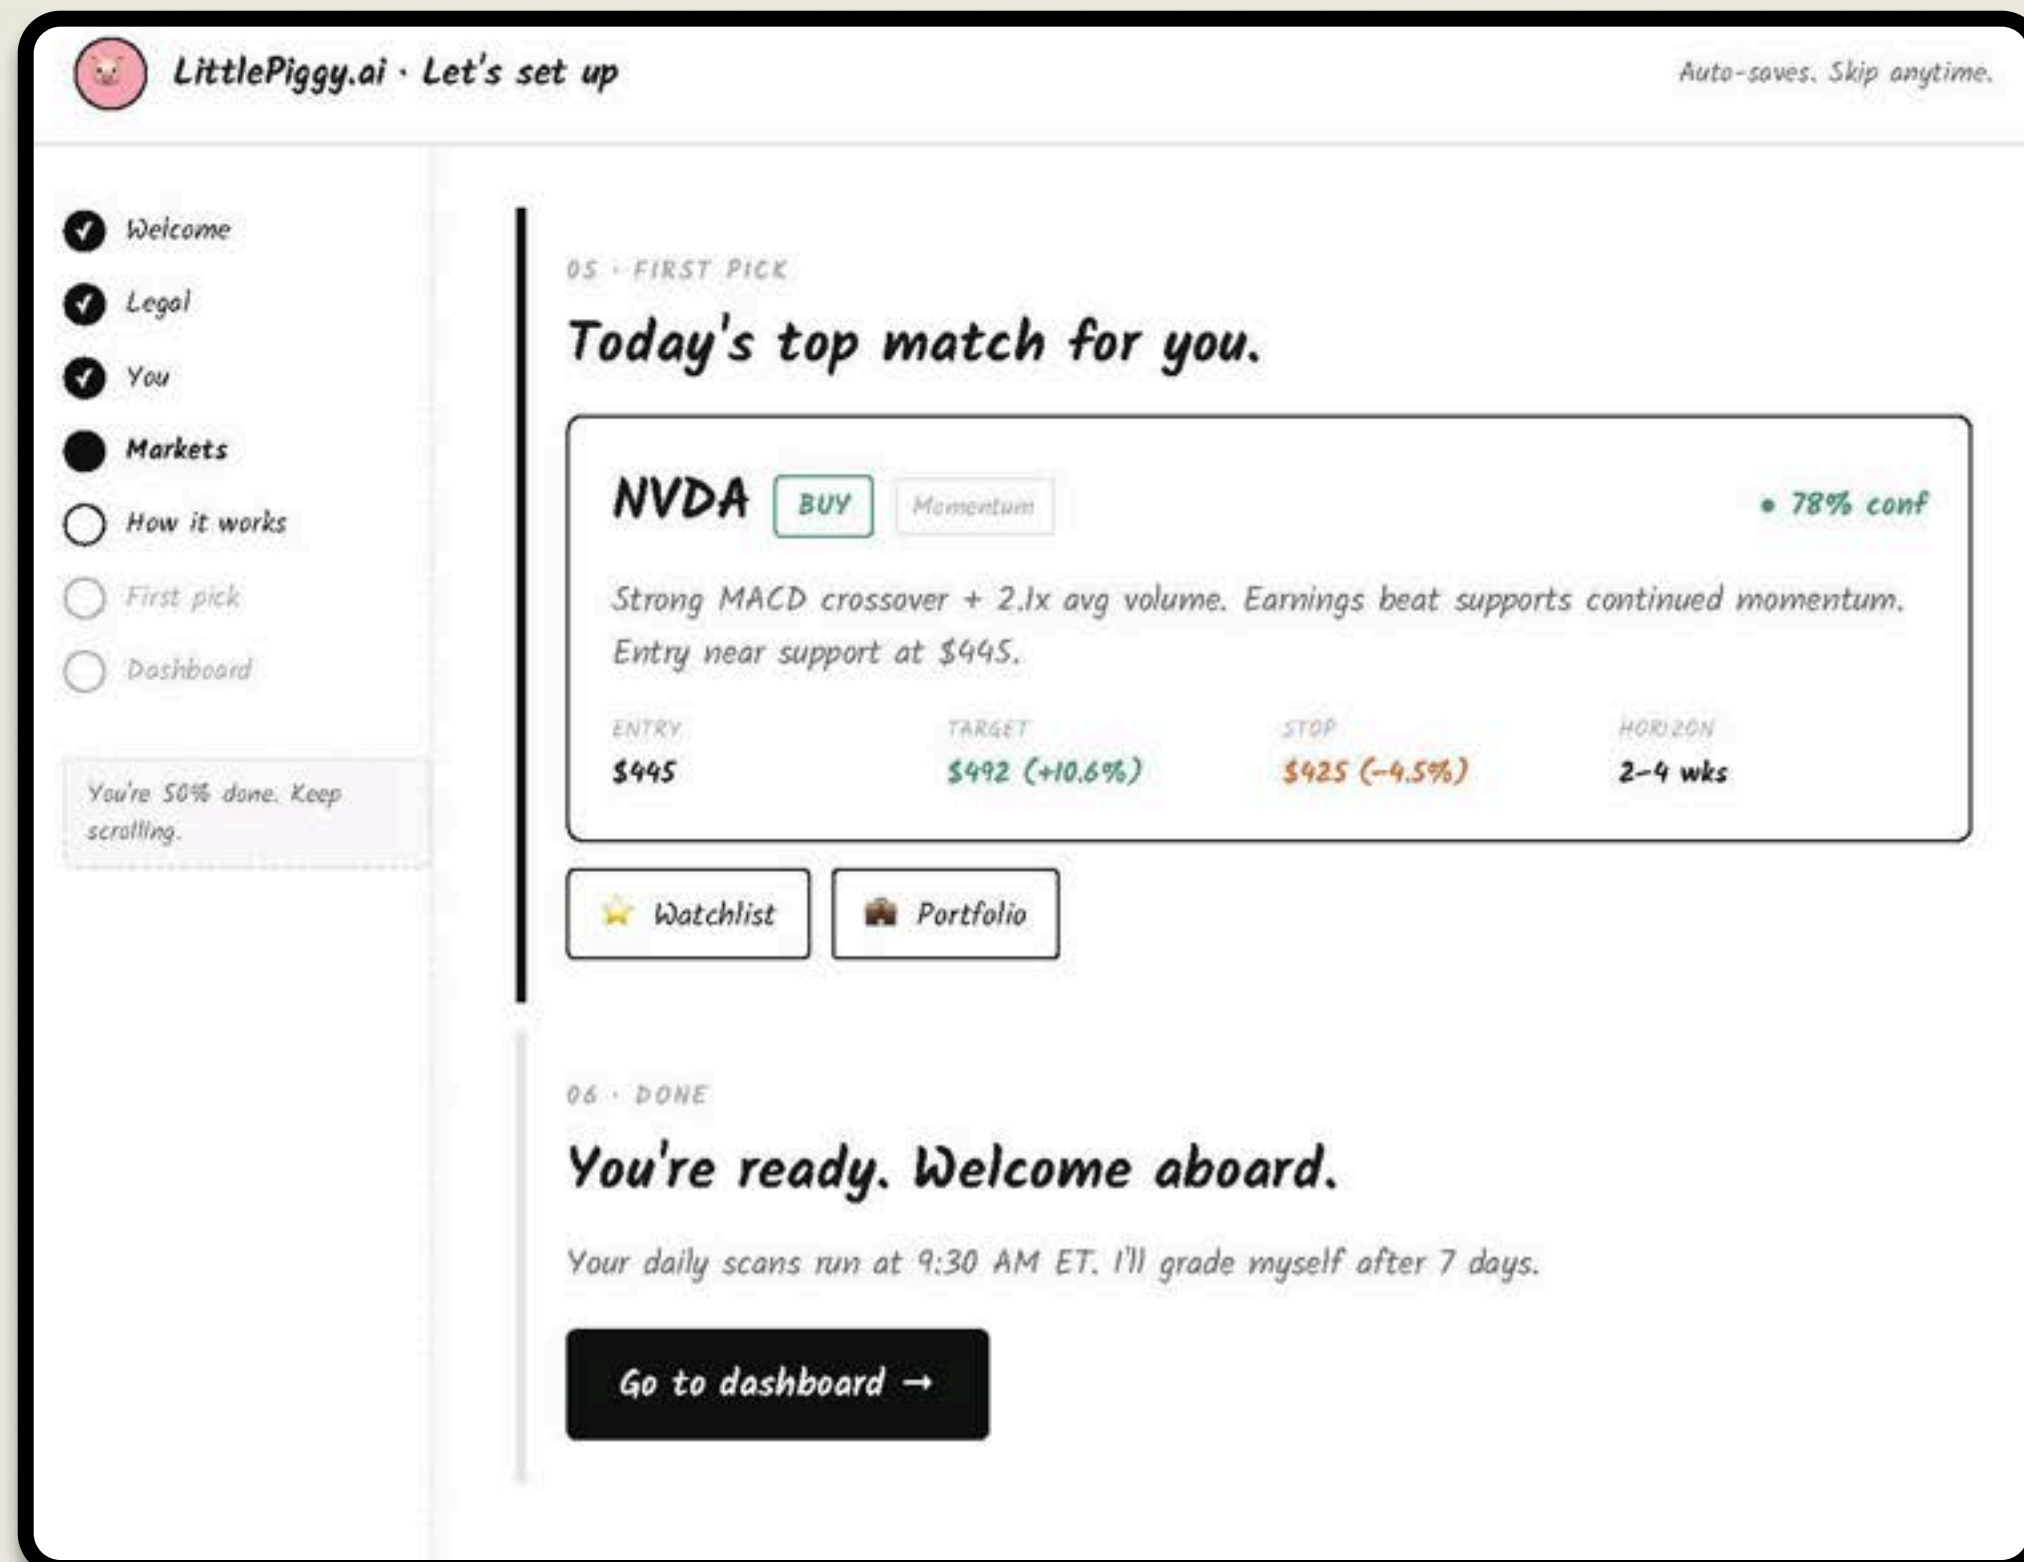 LittlePiggy.ai · Let's set up
Auto-saves. Skip anytime.
Welcome
Legal
You
Markets
How it works
First pick
Dashboard
You're 50% done. Keep
scrolling.
05 · FIRST PICK
Today's top match for you.
NVDA BUY Momentum • 78% conf
Strong MACD crossover + 2.1x avg volume. Earnings beat supports continued momentum.
Entry near support at $445.
ENTRY TARGET STOP HORIZON
$445 $492 (+10.6%) $425 (-4.5%) 2-4 wks
Watchlist Portfolio
06 · DONE
You're ready. Welcome aboard.
Your daily scans run at 9:30 AM ET. I'll grade myself after 7 days.
Go to dashboard →